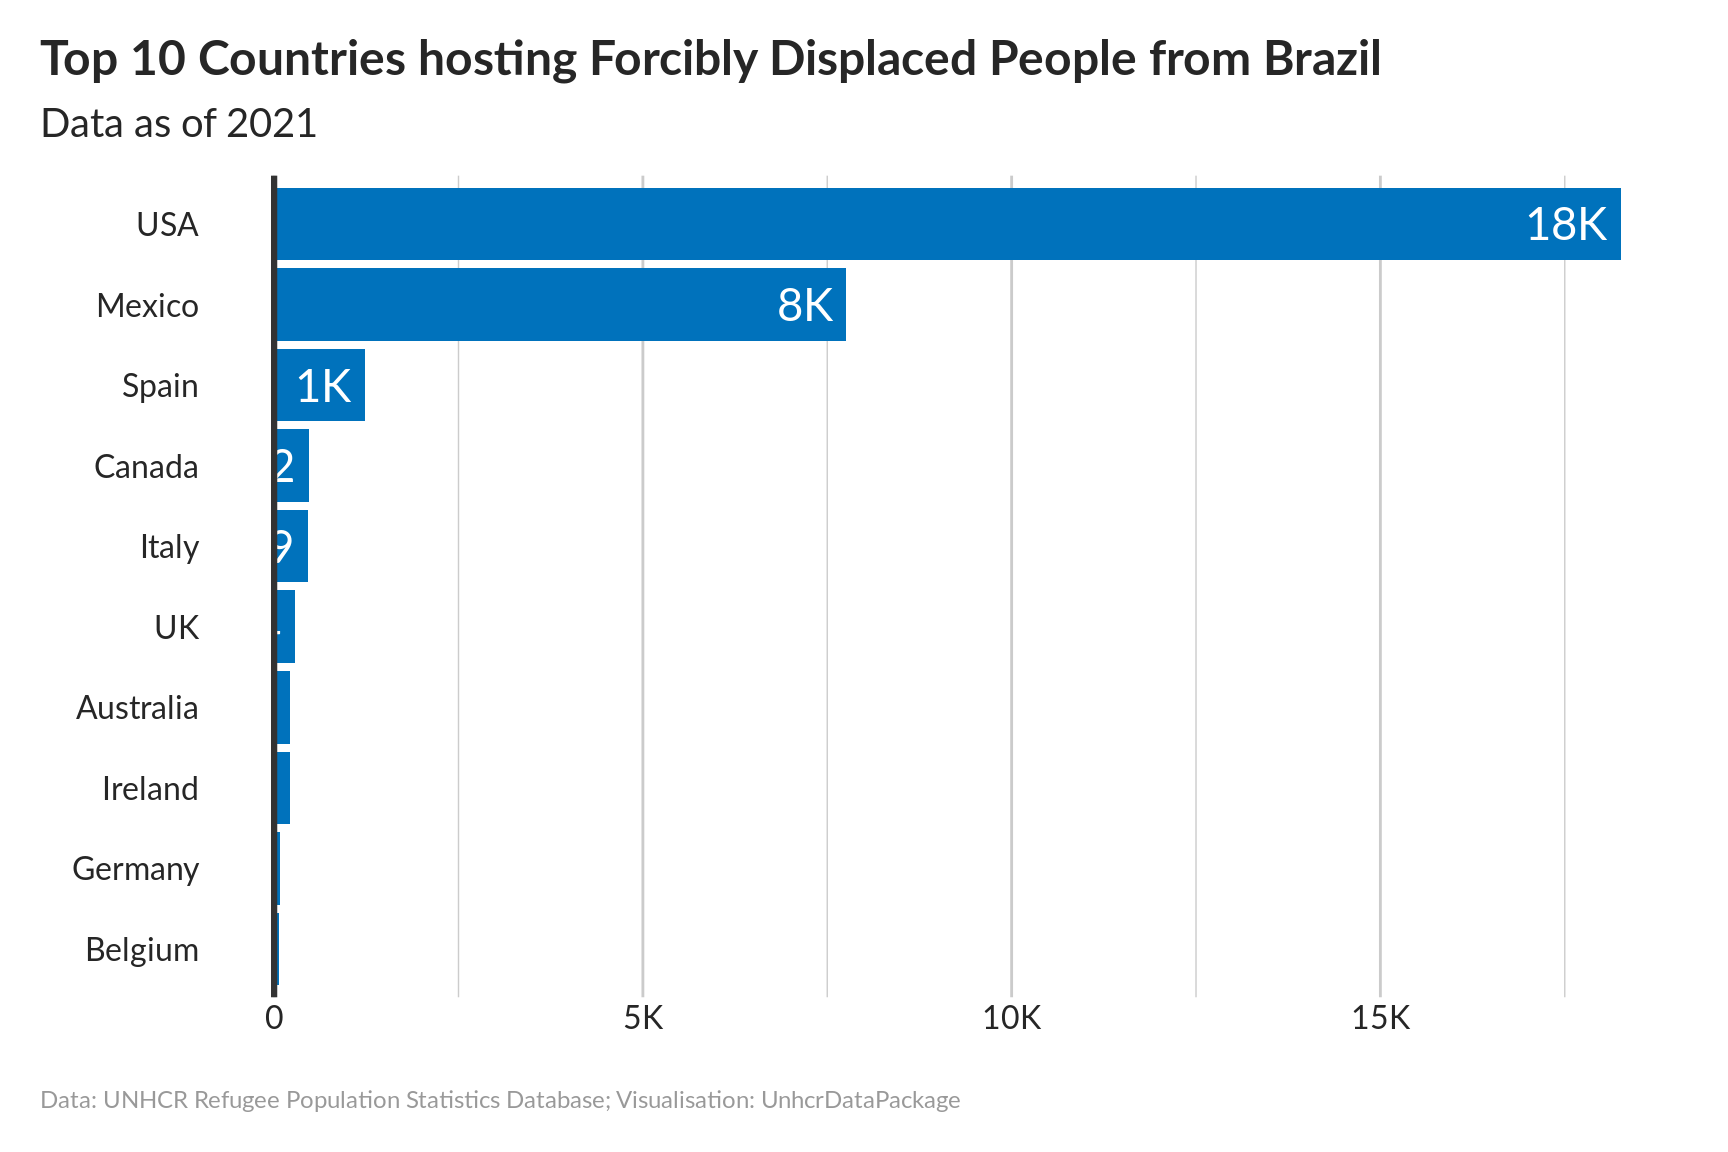 Top 10 Countries hosting Forcibly Displaced People from Brazil
Data as of 2021
USA 18K
Mexico 8K
Spain 1K
Canada 2
Italy 9
UK
Australia
Ireland
Germany
Belgium
0 5K 10K 15K
Data: UNHCR Refugee Population Statistics Database; Visualisation: UnhcrDataPackage